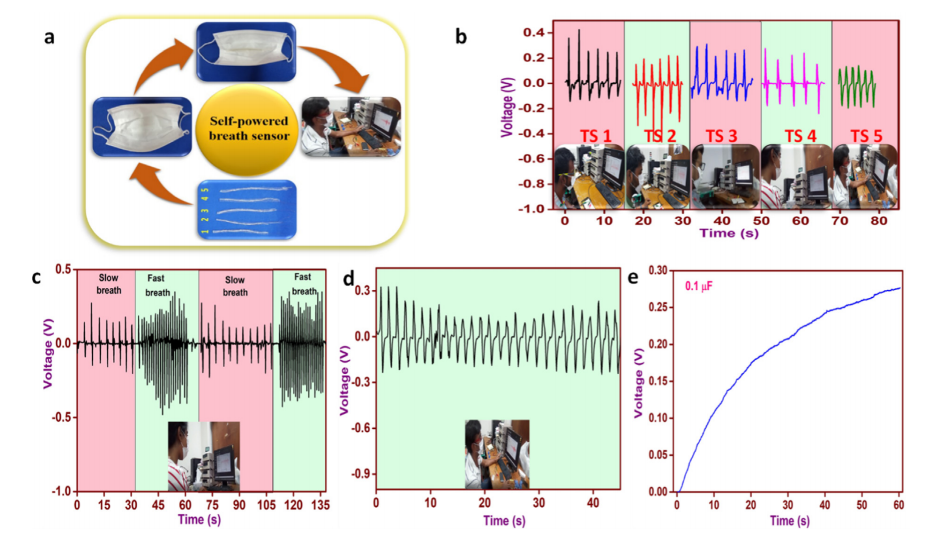 a
Self-powered
breath sensor
1 2 3 4 5
b
Voltage (V)
0.4
0.2
0.0
-0.2
-0.4
-0.6
-0.8
-1.0
TS 1
TS 2
TS 3
TS 4
TS 5
0 10 20 30 40 50 60 70 80
Time (s)
c
Voltage (V)
0.5
0.0
-0.5
-1.0
Slow
breath
Fast
breath
Slow
breath
Fast
breath
0 15 30 45 60 75 90 105 120 135
Time (s)
d
Voltage (V)
0.3
0.0
-0.3
-0.6
-0.9
0 10 20 30 40
Time (s)
e
Voltage (V)
0.30
0.25
0.20
0.15
0.10
0.05
0.00
0.1 μF
0 10 20 30 40 50 60
Time (s)